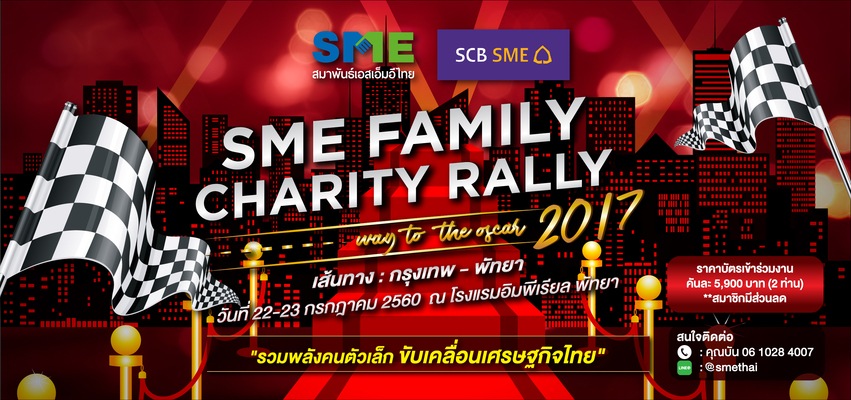 SME
สมาพันธ์เอสเอ็มอีไทย
SCB SME
SME FAMILY
CHARITY RALLY
way to the oscar 2017
เส้นทาง : กรุงเทพ - พัทยา
วันที่ 22-23 กรกฎาคม 2560 ณ โรงแรมอิมพีเรียล พัทยา
"รวมพลังคนตัวเล็ก ขับเคลื่อนเศรษฐกิจไทย"
ราคาบัตรเข้าร่วมงาน
คันละ 5,900 บาท (2 ท่าน)
**สมาชิกมีส่วนลด
สนใจติดต่อ
: คุณบัน 06 1028 4007
LINE@ : @smethai